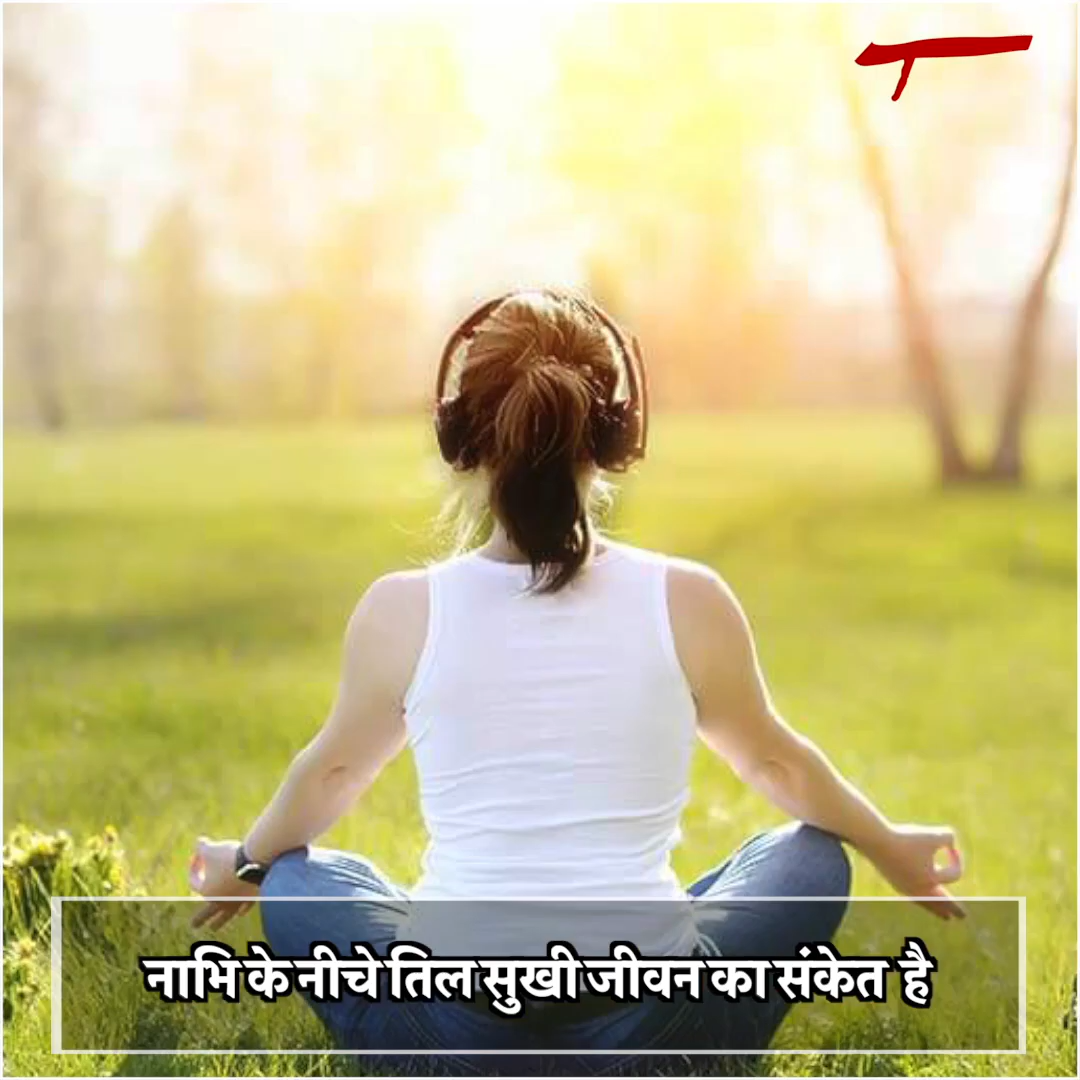 नाभि के नीचे तिल सुखी जीवन का संकेत है